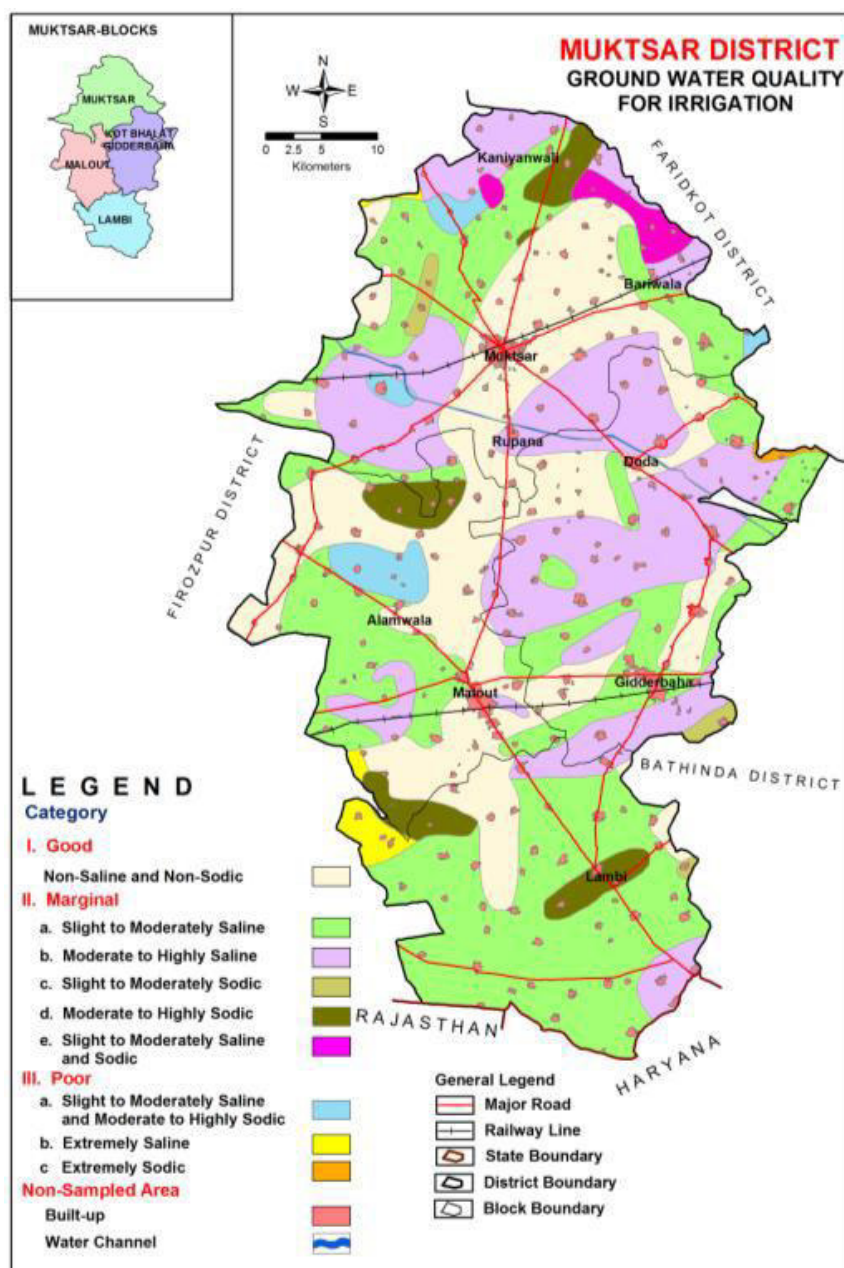 MUKTSAR-BLOCKS
MUKTSAR
KOT BHALAT
GIDDERBAHA
MALOUT
LAMBI
N
W E
S
0 2.5 5 10
Kilometers
MUKTSAR DISTRICT
GROUND WATER QUALITY
FOR IRRIGATION
Kaniyanwali
FARIDKOT DISTRICT
Bariwala
Muktsar
Rupana
Doda
FIROZPUR DISTRICT
Alamwala
Malout
Gidderbaha
BATHINDA DISTRICT
Lambi
RAJASTHAN
HARYANA
LEGEND
Category
I. Good
Non-Saline and Non-Sodic
II. Marginal
a. Slight to Moderately Saline
b. Moderate to Highly Saline
c. Slight to Moderately Sodic
d. Moderate to Highly Sodic
e. Slight to Moderately Saline
and Sodic
III. Poor
a. Slight to Moderately Saline
and Moderate to Highly Sodic
b. Extremely Saline
c Extremely Sodic
Non-Sampled Area
Built-up
Water Channel
General Legend
Major Road
Railway Line
State Boundary
District Boundary
Block Boundary